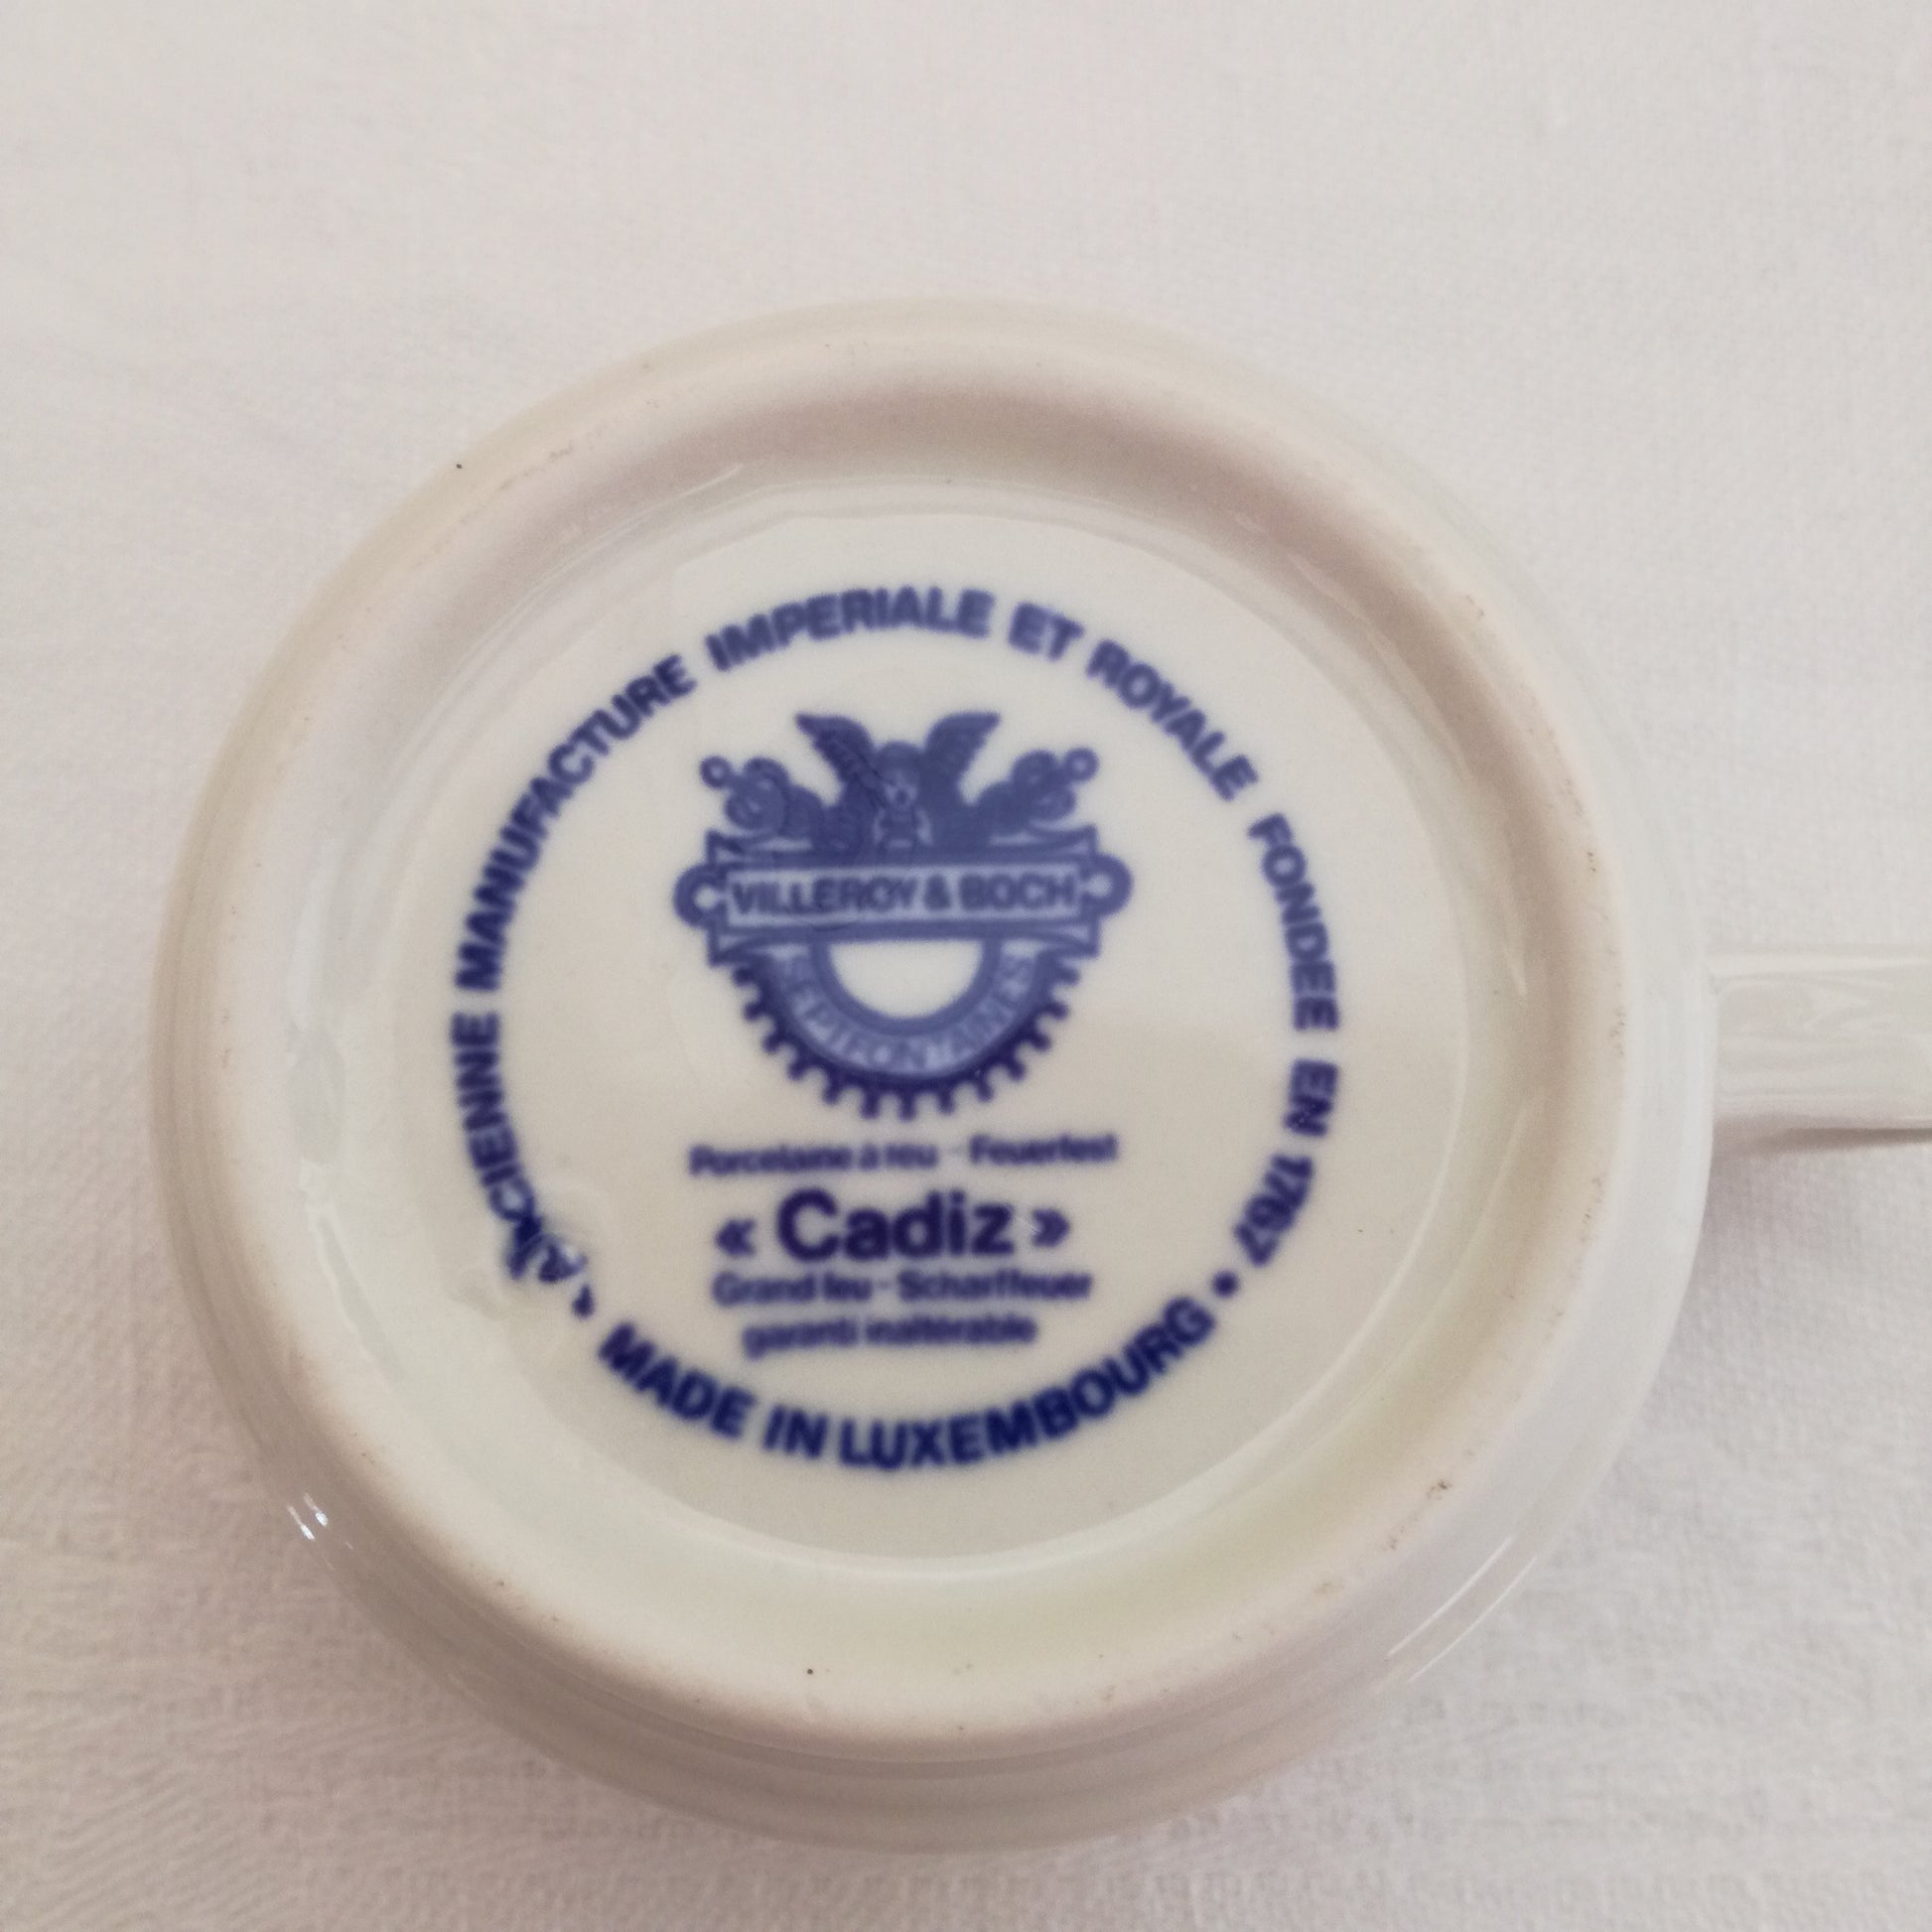 ANCIENNE MANUFACTURE IMPERIALE ET ROYALE FONDEE EN 1767 •
VILLEROY & BOCH
SEPTFONTAINES
Porcelaine à feu - Feuerfest
« Cadiz »
Grand feu - Scharffeuer
garanti inaltérable
• MADE IN LUXEMBOURG